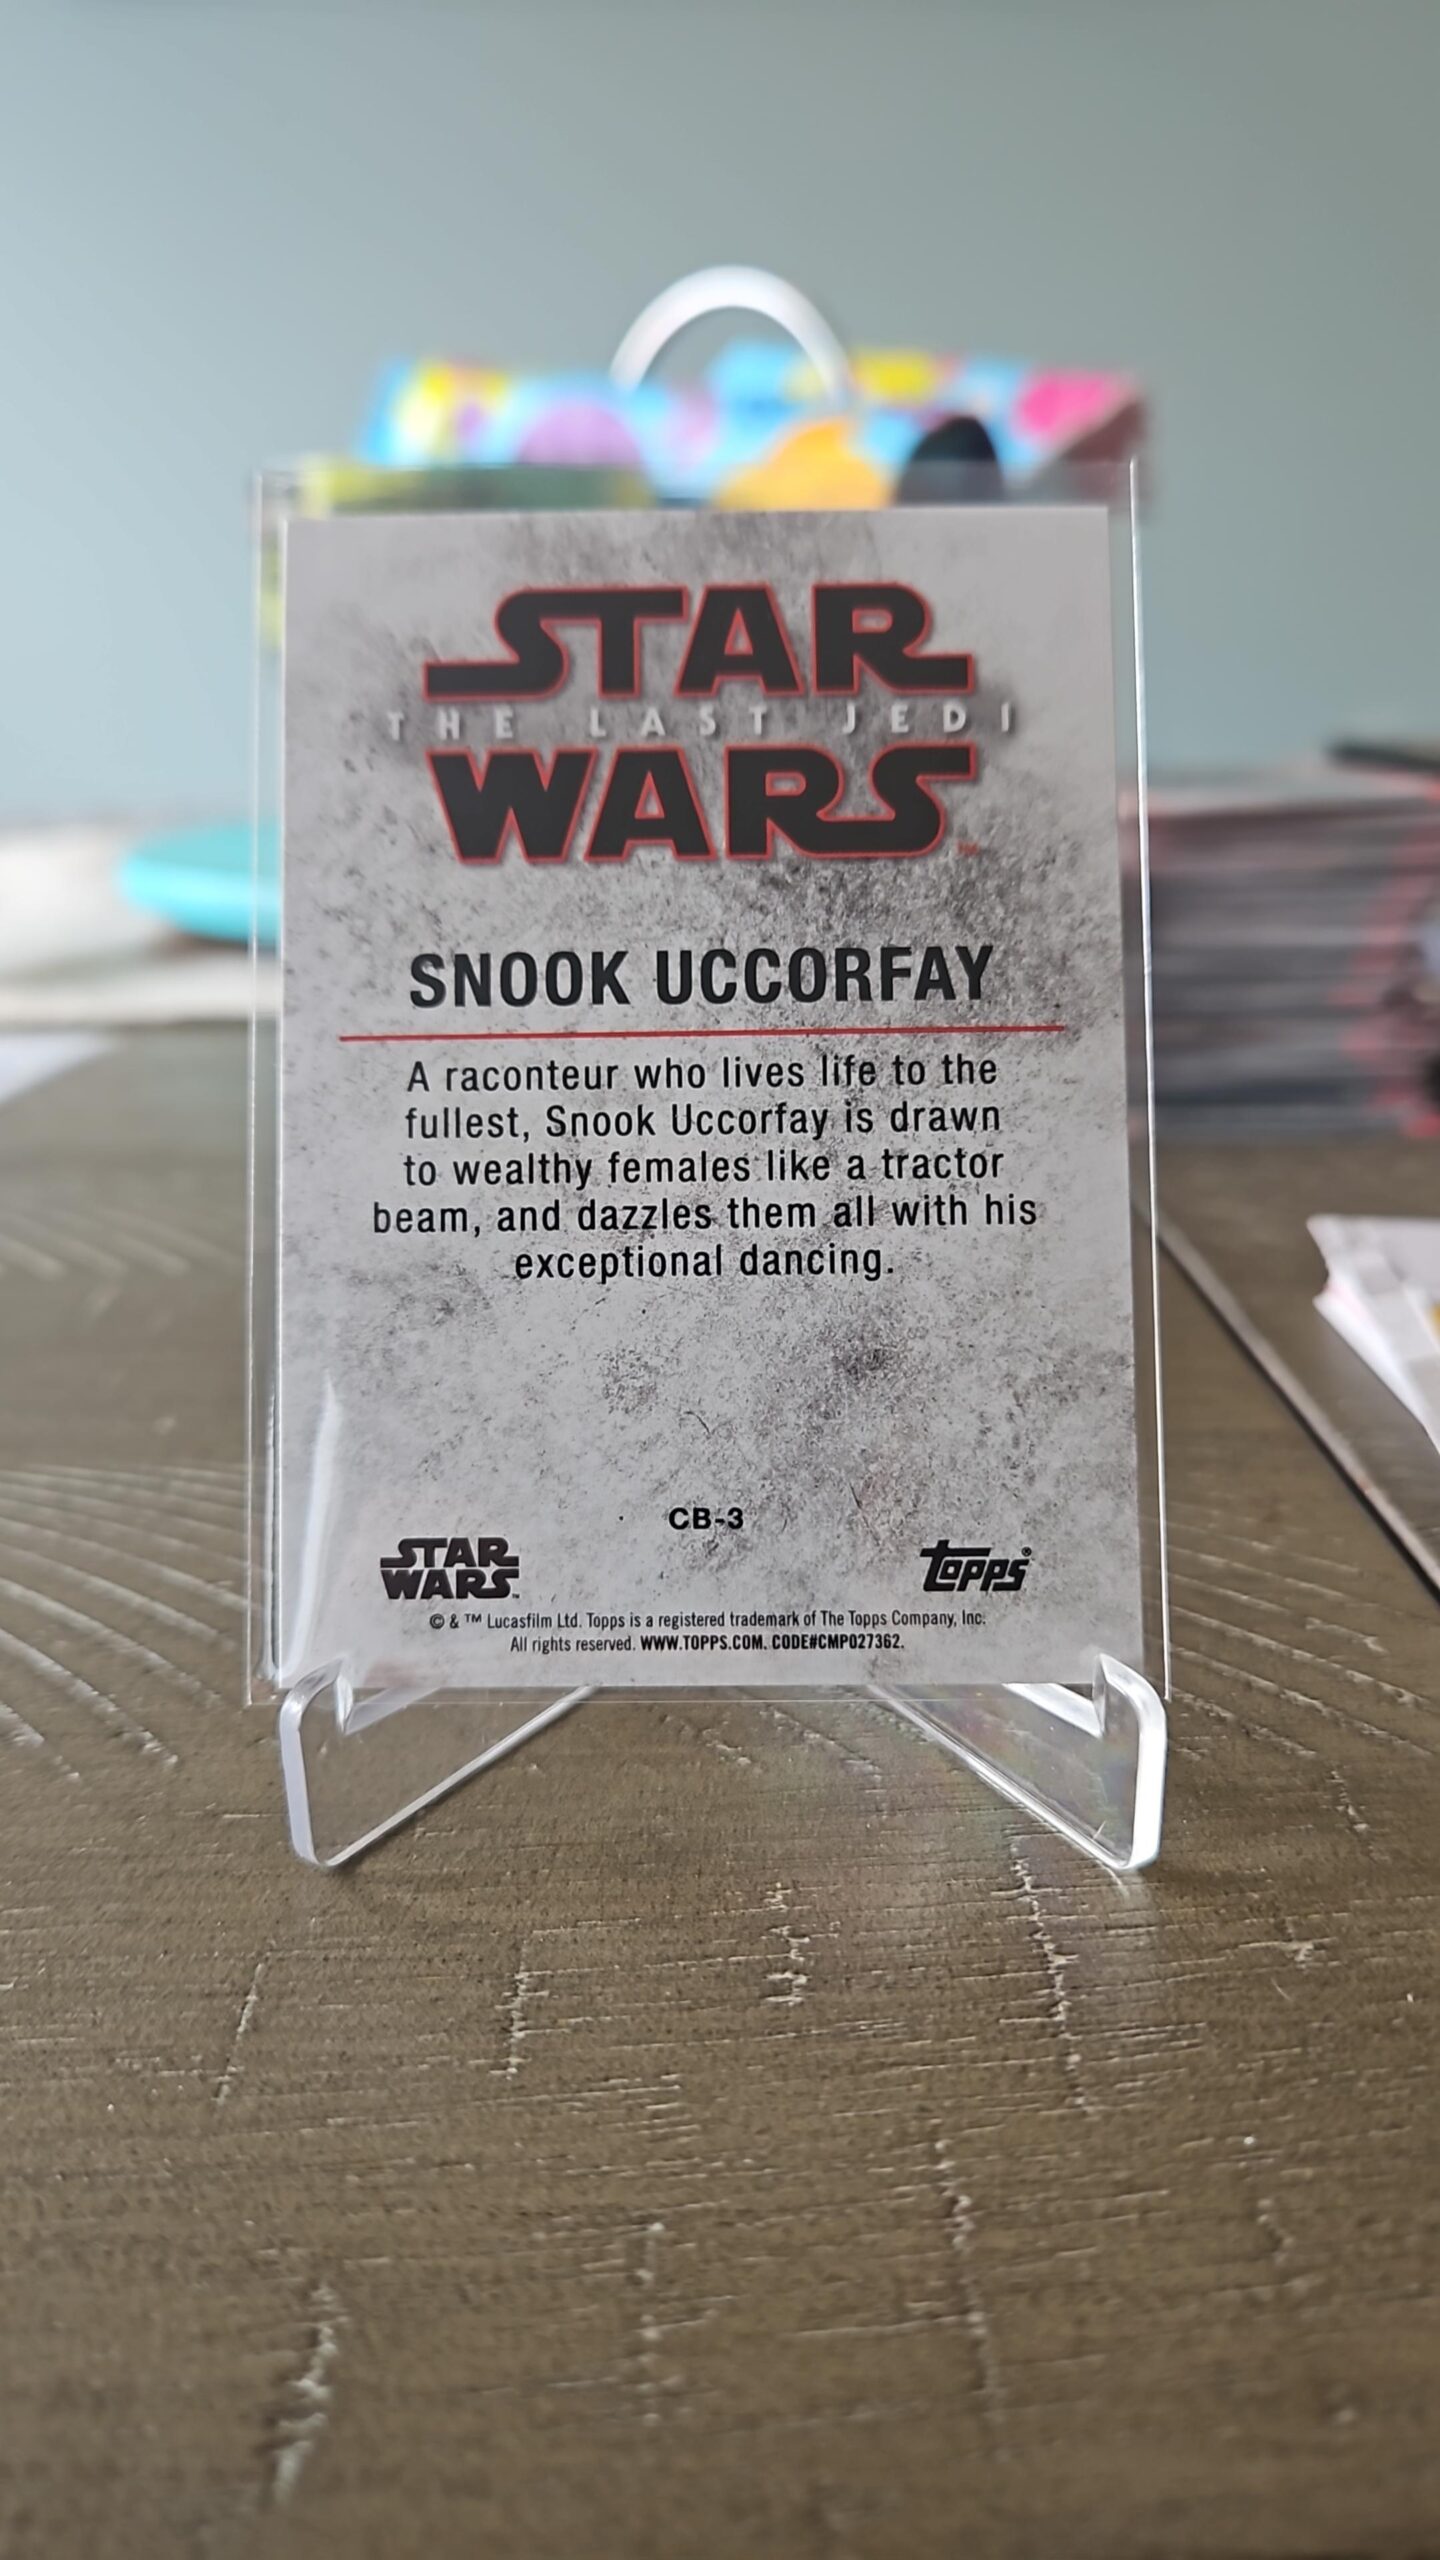 STAR
THE LAST JEDI
WARS™
SNOOK UCCORFAY
A raconteur who lives life to the
fullest, Snook Uccorfay is drawn
to wealthy females like a tractor
beam, and dazzles them all with his
exceptional dancing.
CB-3
STAR
WARS™
Topps®
© & ™ Lucasfilm Ltd. Topps is a registered trademark of The Topps Company, Inc.
All rights reserved. WWW.TOPPS.COM. CODE#CMP027362.